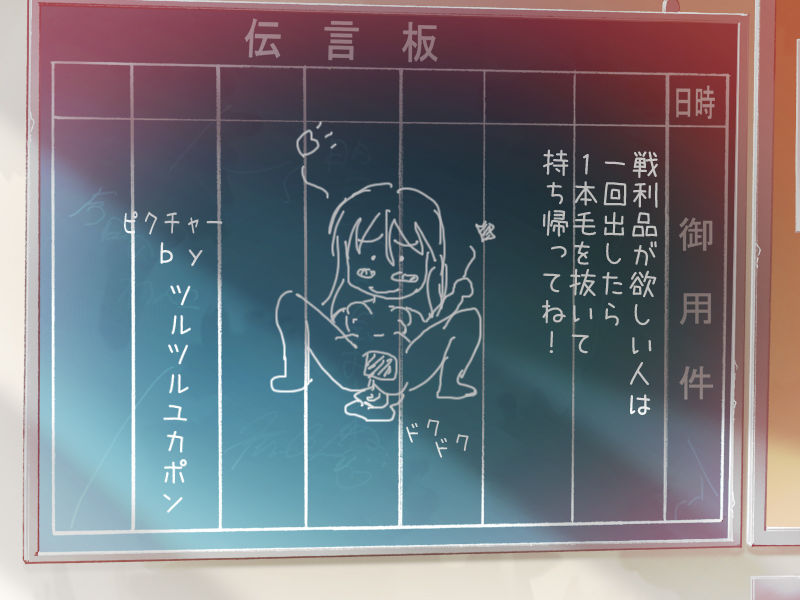 伝言板
日時
御用件
戦利品が欲しい人は
一回出したら
1本毛を抜いて
持ち帰ってね！
ドクドク
ピクチャー
by
ツルツルユカポン